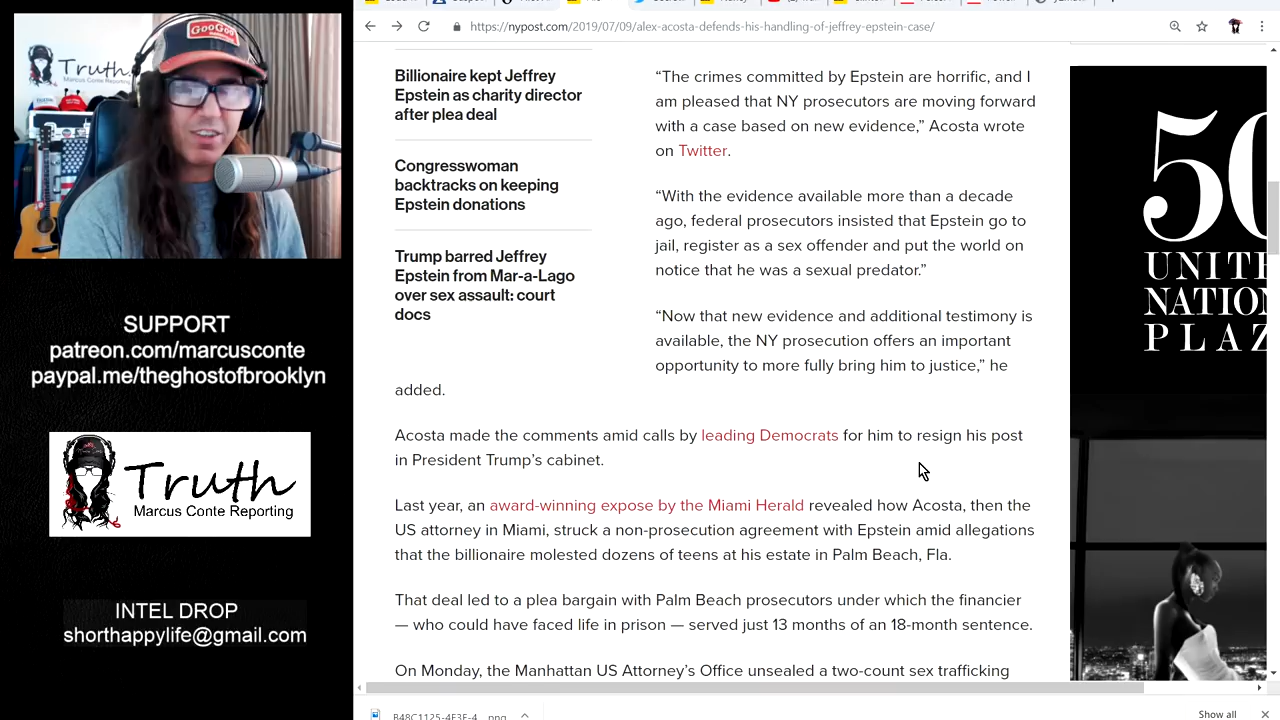 https://nypost.com/2019/07/09/alex-acosta-defends-his-handling-of-jeffrey-epstein-case/
GooGoo
Truth
Marcus Conte Reporting
SUPPORT
patreon.com/marcusconte
paypal.me/theghostofbrooklyn
Truth
Marcus Conte Reporting
INTEL DROP
shorthappylife@gmail.com
Billionaire kept Jeffrey
Epstein as charity director
after plea deal
Congresswoman
backtracks on keeping
Epstein donations
Trump barred Jeffrey
Epstein from Mar-a-Lago
over sex assault: court
docs
“The crimes committed by Epstein are horrific, and I
am pleased that NY prosecutors are moving forward
with a case based on new evidence,” Acosta wrote
on Twitter.
“With the evidence available more than a decade
ago, federal prosecutors insisted that Epstein go to
jail, register as a sex offender and put the world on
notice that he was a sexual predator.”
“Now that new evidence and additional testimony is
available, the NY prosecution offers an important
opportunity to more fully bring him to justice,” he
added.
Acosta made the comments amid calls by leading Democrats for him to resign his post
in President Trump’s cabinet.
Last year, an award-winning expose by the Miami Herald revealed how Acosta, then the
US attorney in Miami, struck a non-prosecution agreement with Epstein amid allegations
that the billionaire molested dozens of teens at his estate in Palm Beach, Fla.
That deal led to a plea bargain with Palm Beach prosecutors under which the financier
— who could have faced life in prison — served just 13 months of an 18-month sentence.
On Monday, the Manhattan US Attorney’s Office unsealed a two-count sex trafficking
50
UNITE
NATION
PLAZ
B48C1125-4F3F-4....png
Show all